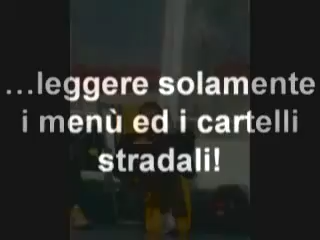 ...leggere solamente
i menù ed i cartelli
stradali!